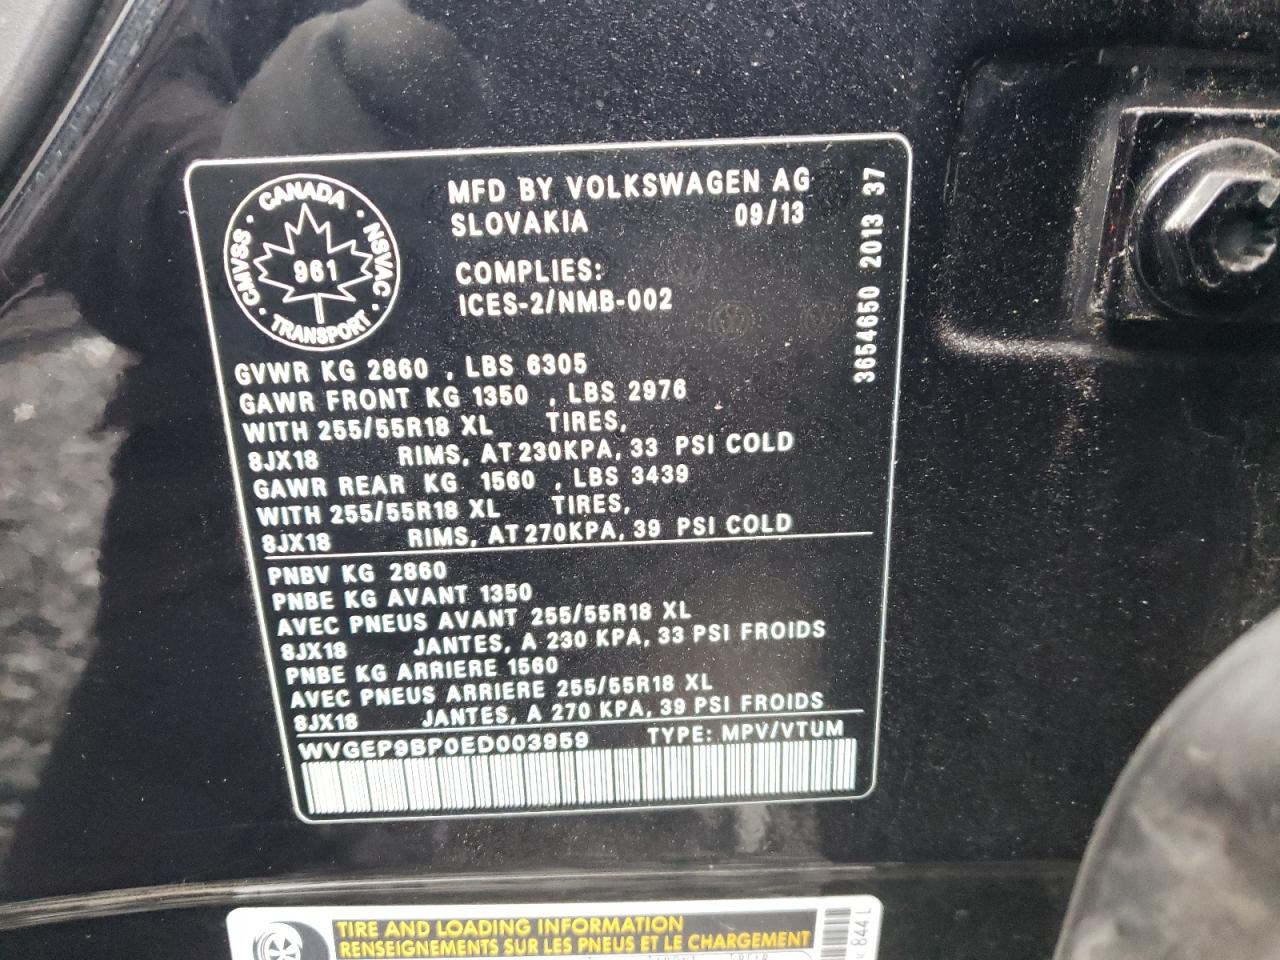 CANADA
CMVSS · NSVAC
961
TRANSPORT
MFD BY VOLKSWAGEN AG
SLOVAKIA 09/13
COMPLIES:
ICES-2/NMB-002
3654650 2013 37
GVWR KG 2860 , LBS 6305
GAWR FRONT KG 1350 , LBS 2976
WITH 255/55R18 XL TIRES,
8JX18 RIMS, AT 230KPA, 33 PSI COLD
GAWR REAR KG 1560 , LBS 3439
WITH 255/55R18 XL TIRES,
8JX18 RIMS, AT 270KPA, 39 PSI COLD
PNBV KG 2860
PNBE KG AVANT 1350
AVEC PNEUS AVANT 255/55R18 XL
8JX18 JANTES, A 230 KPA, 33 PSI FROIDS
PNBE KG ARRIERE 1560
AVEC PNEUS ARRIERE 255/55R18 XL
8JX18 JANTES, A 270 KPA, 39 PSI FROIDS
WVGEP9BP0ED003959 TYPE: MPV/VTUM
TIRE AND LOADING INFORMATION
RENSEIGNEMENTS SUR LES PNEUS ET LE CHARGEMENT
844L